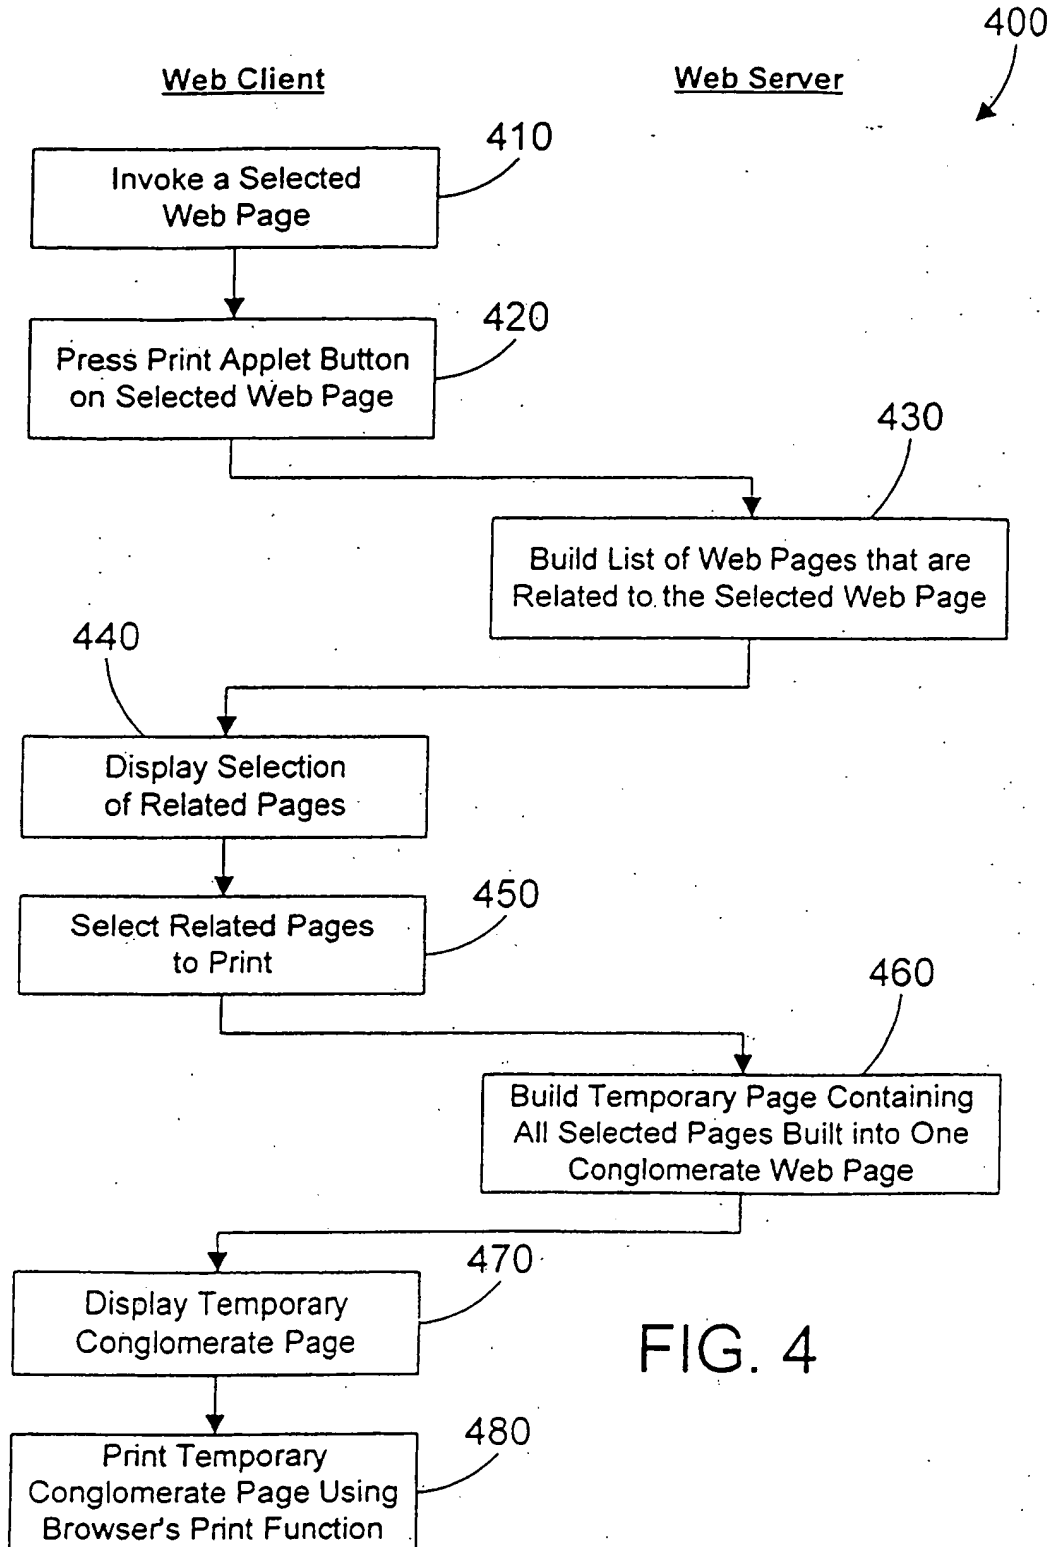 400
Web Client
Web Server
410
Invoke a Selected
Web Page
420
Press Print Applet Button
on Selected Web Page
430
Build List of Web Pages that are
Related to the Selected Web Page
440
Display Selection
of Related Pages
450
Select Related Pages
to Print
460
Build Temporary Page Containing
All Selected Pages Built into One
Conglomerate Web Page
470
Display Temporary
Conglomerate Page
FIG. 4
480
Print Temporary
Conglomerate Page Using
Browser's Print Function